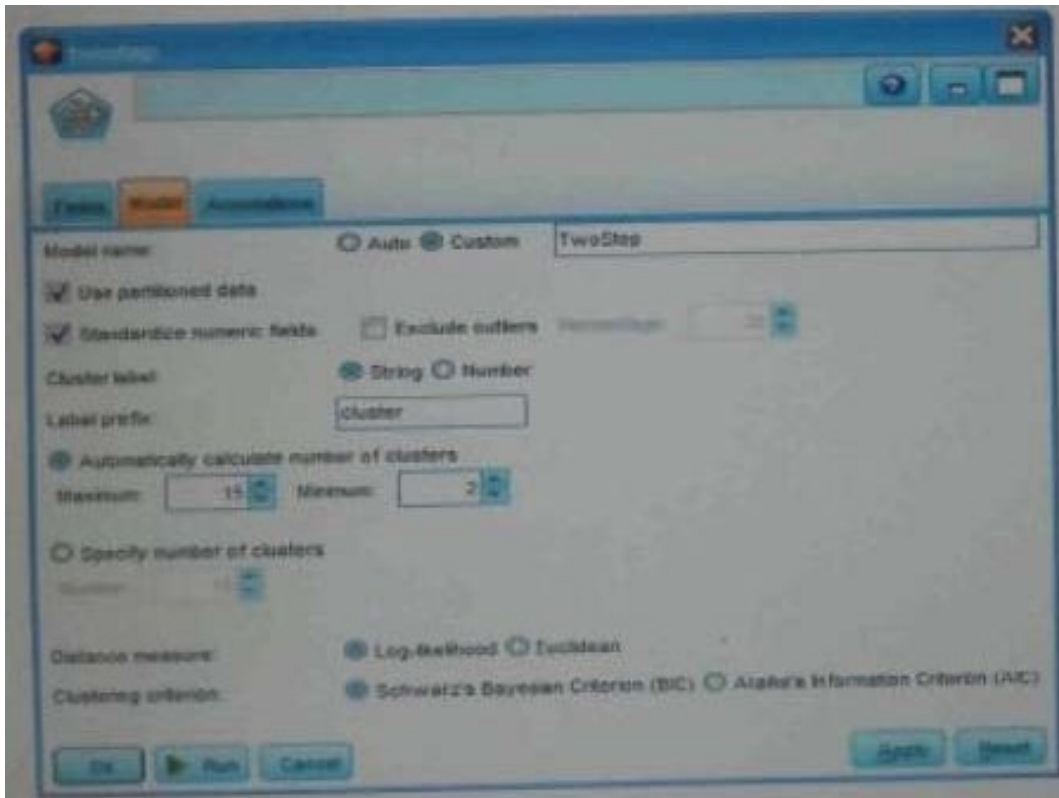 TwoStep
Fields Model Annotations
Model name: Auto Custom TwoStep
Use partitioned data
Standardize numeric fields Exclude outliers Percentage:
Cluster label: String Number
Label prefix: cluster
Automatically calculate number of clusters
Maximum: 15 Minimum: 2
Specify number of clusters
Number:
Distance measure: Log-likelihood Euclidean
Clustering criterion: Schwarz's Bayesian Criterion (BIC) Akaike's Information Criterion (AIC)
OK Run Cancel Apply Reset